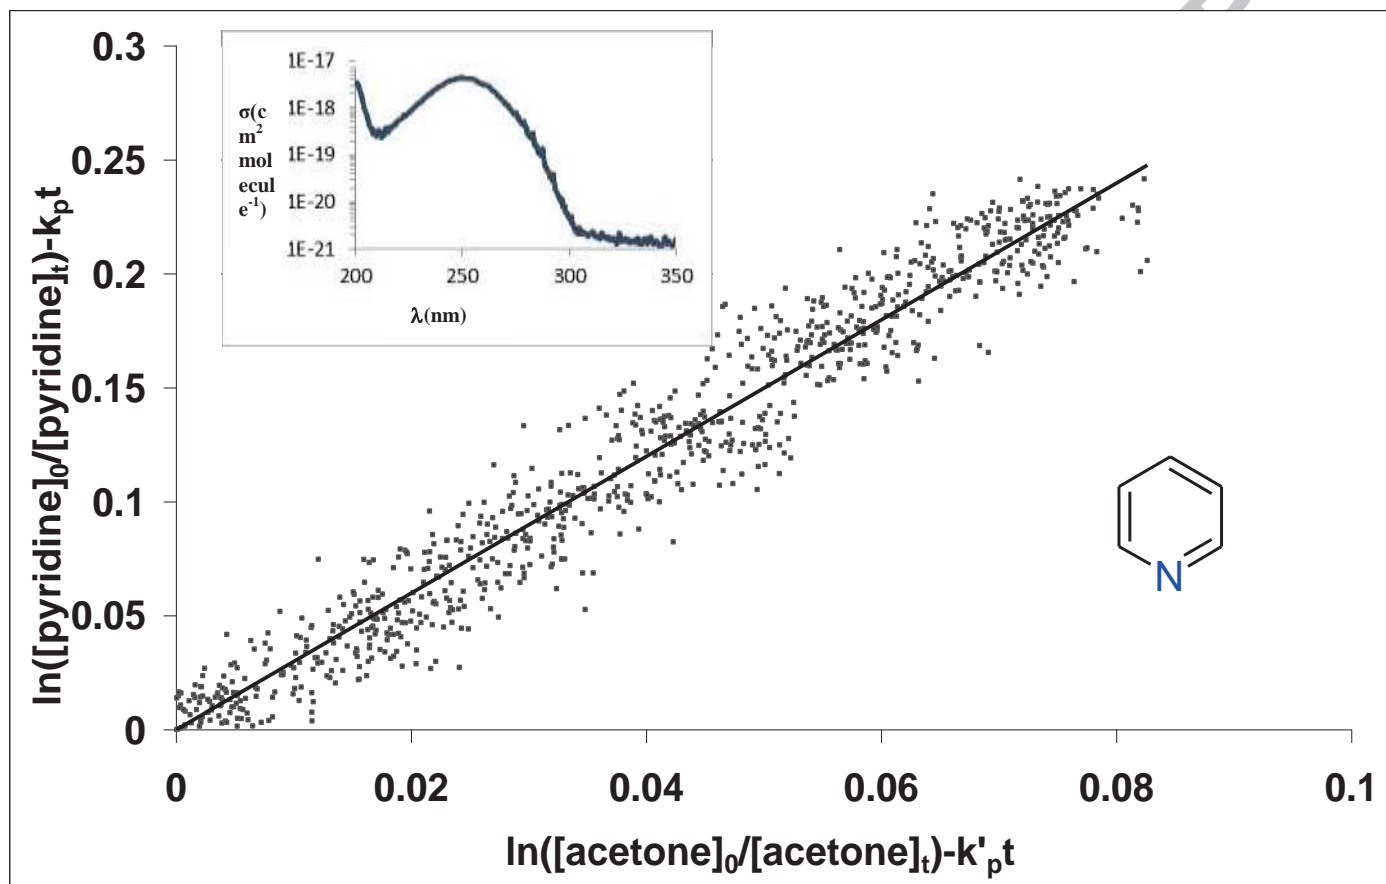 0.3
0.25
0.2
0.15
0.1
0.05
0
ln([pyridine]₀/[pyridine]ₜ)-kₚt
1E-17
1E-18
1E-19
1E-20
1E-21
σ(c
m²
mol
ecul
e⁻¹)
200 250 300 350
λ(nm)
N
0 0.02 0.04 0.06 0.08 0.1
ln([acetone]₀/[acetone]ₜ)-k'ₚt